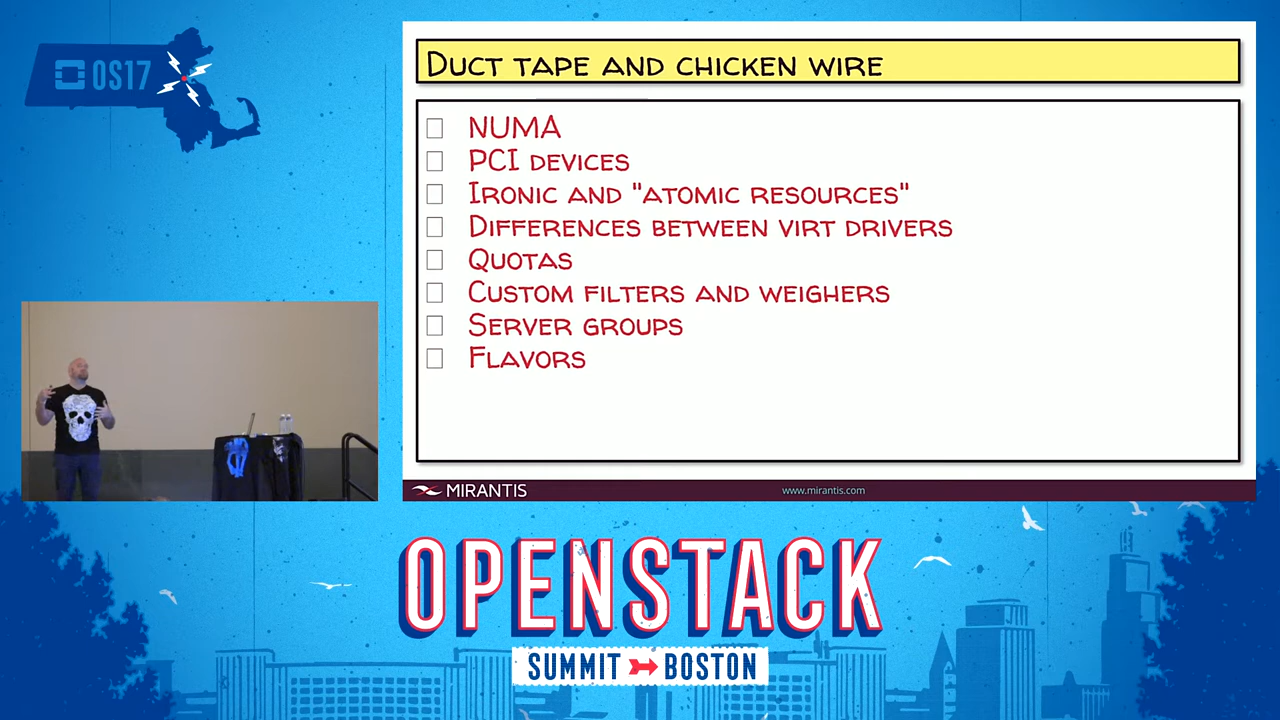 OS17
DUCT TAPE AND CHICKEN WIRE
NUMA
PCI DEVICES
IRONIC AND "ATOMIC RESOURCES"
DIFFERENCES BETWEEN VIRT DRIVERS
QUOTAS
CUSTOM FILTERS AND WEIGHERS
SERVER GROUPS
FLAVORS
MIRANTIS
www.mirantis.com
OPENSTACK
SUMMIT BOSTON